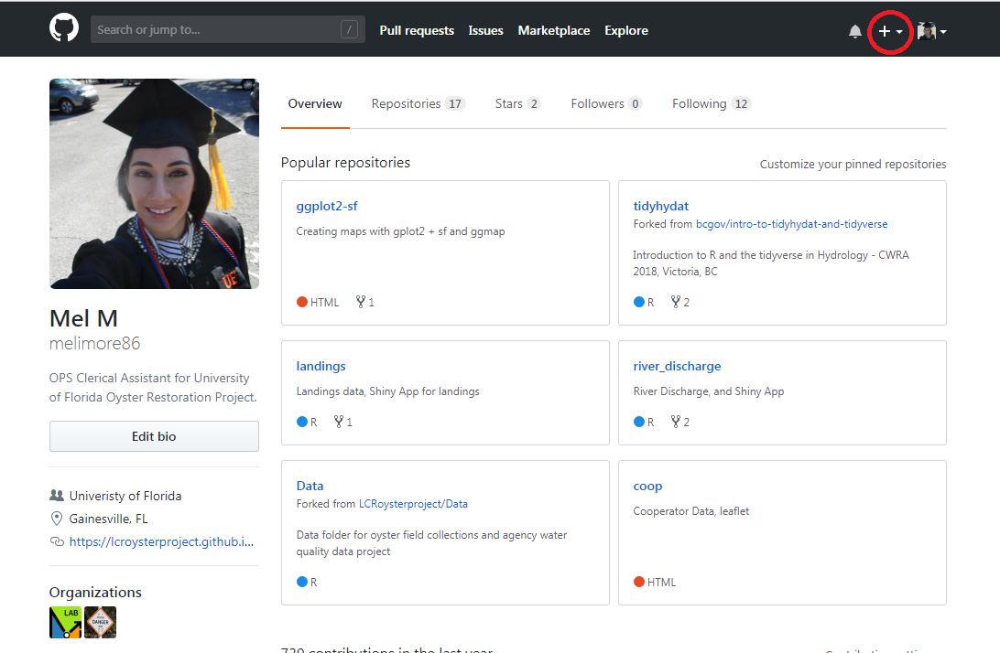 Search or jump to... /
Pull requests Issues Marketplace Explore
Overview Repositories 17 Stars 2 Followers 0 Following 12
Popular repositories
Customize your pinned repositories
ggplot2-sf
Creating maps with gplot2 + sf and ggmap
HTML 1
tidyhydat
Forked from bcgov/intro-to-tidyhydat-and-tidyverse
Introduction to R and the tidyverse in Hydrology - CWRA
2018, Victoria, BC
R 2
landings
Landings data, Shiny App for landings
R 1
river_discharge
River Discharge, and Shiny App
R 2
Data
Forked from LCRoysterproject/Data
Data folder for oyster field collections and agency water
quality data project
R
coop
Cooperator Data, leaflet
HTML
UF
Mel M
melimore86
OPS Clerical Assistant for University
of Florida Oyster Restoration Project.
Edit bio
Univeristy of Florida
Gainesville, FL
https://lcroysterproject.github.i...
Organizations
LAB
DANGER
730 contributions in the last year